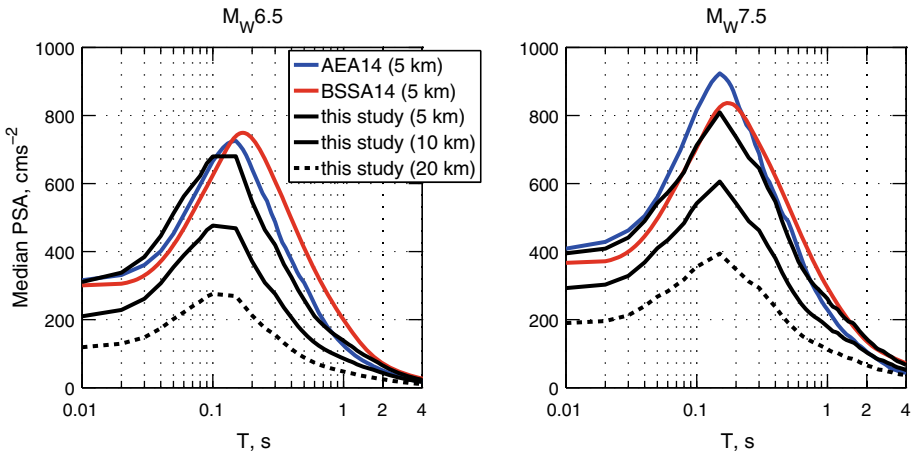 M_W6.5
M_W7.5
Median PSA, cms⁻²
1000
800
600
400
200
0
0.01
0.1
1
2
4
T, s
AEA14 (5 km)
BSSA14 (5 km)
this study (5 km)
this study (10 km)
this study (20 km)
1000
800
600
400
200
0
0.01
0.1
1
2
4
T, s